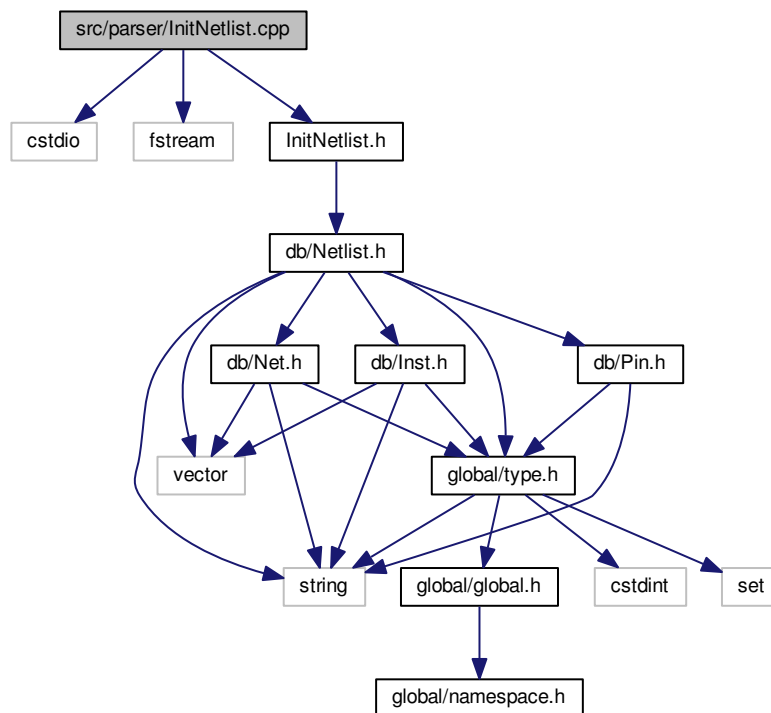 src/parser/InitNetlist.cpp
cstdio
fstream
InitNetlist.h
db/Netlist.h
db/Net.h
db/Inst.h
db/Pin.h
vector
global/type.h
string
global/global.h
cstdint
set
global/namespace.h